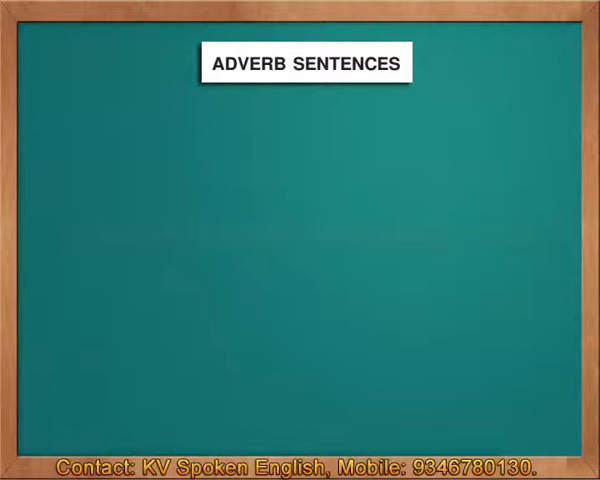 ADVERB SENTENCES
Contact: KV Spoken English, Mobile: 9346780130.